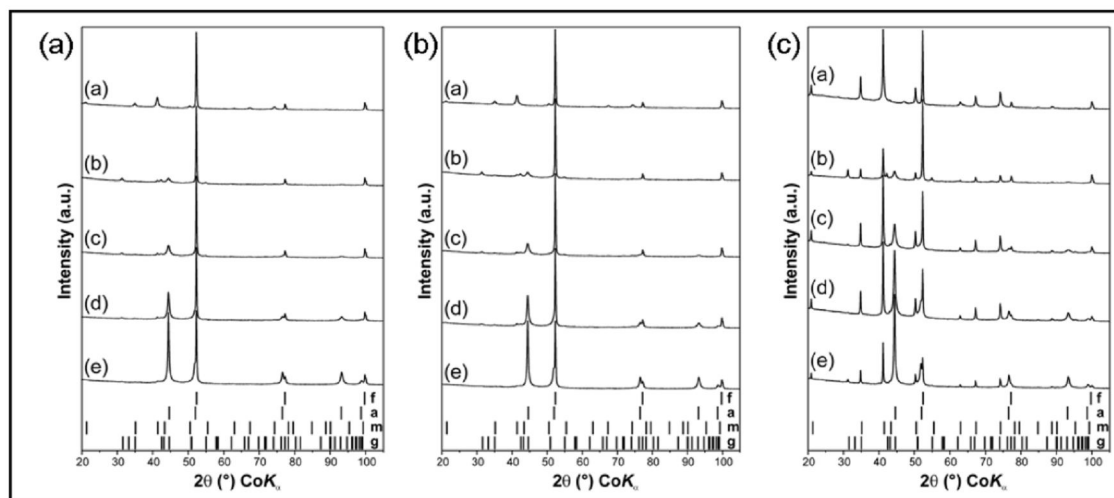 (a)
Intensity (a.u.)
(a)
(b)
(c)
(d)
(e)
f
a
m
g
20 30 40 50 60 70 80 90 100
2θ (°) CoKα
(b)
Intensity (a.u.)
(a)
(b)
(c)
(d)
(e)
f
a
m
g
20 30 40 50 60 70 80 90 100
2θ (°) CoKα
(c)
Intensity (a.u.)
(a)
(b)
(c)
(d)
(e)
f
a
m
g
20 30 40 50 60 70 80 90 100
2θ (°) CoKα